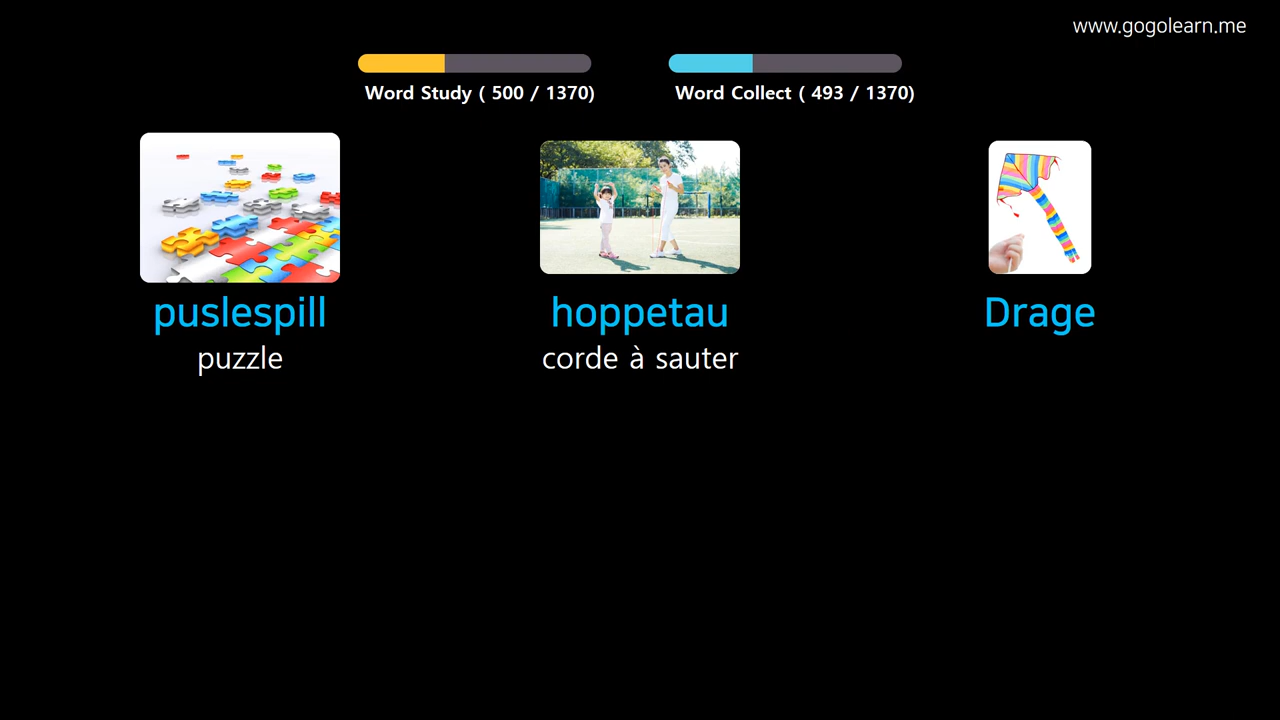 www.gogolearn.me
Word Study ( 500 / 1370)
Word Collect ( 493 / 1370)
puslespill
hoppetau
Drage
puzzle
corde à sauter